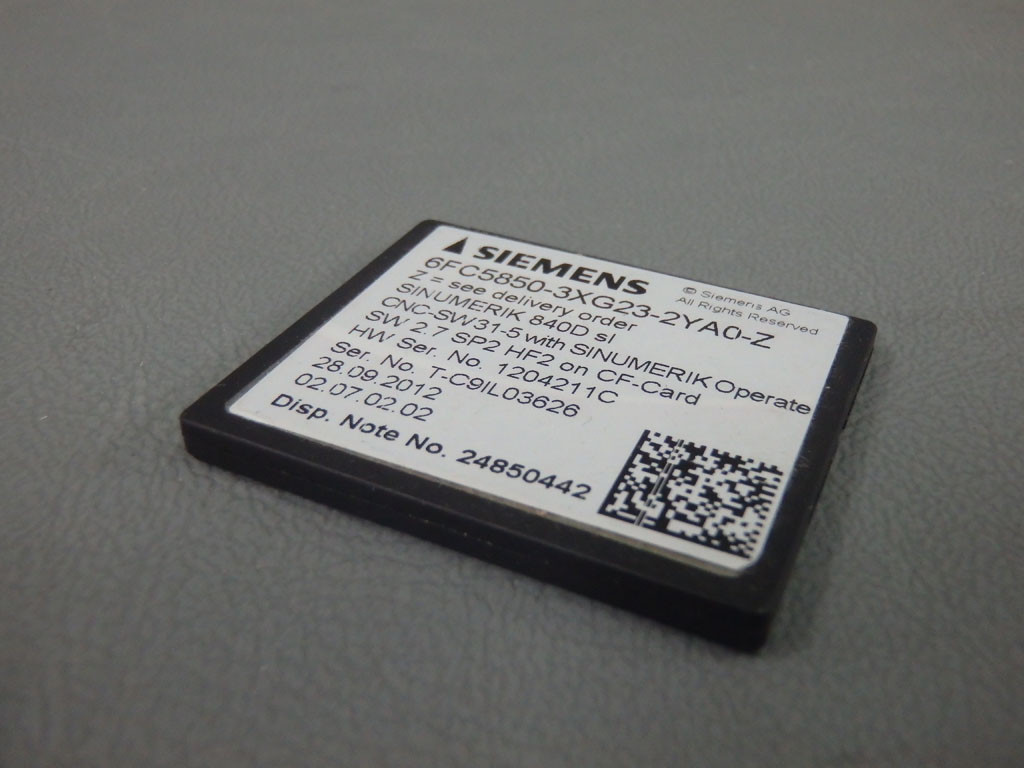 SIEMENS
© Siemens AG
All Rights Reserved
6FC5850-3XG23-2YA0-Z
Z = see delivery order
SINUMERIK 840D sl
CNC-SW31-5 with SINUMERIK Operate
SW 2.7 SP2 HF2 on CF-Card
HW Ser. No. 1204211C
Ser. No. T-C9IL03626
28.09.2012
02.07.02.02
Disp. Note No. 24850442